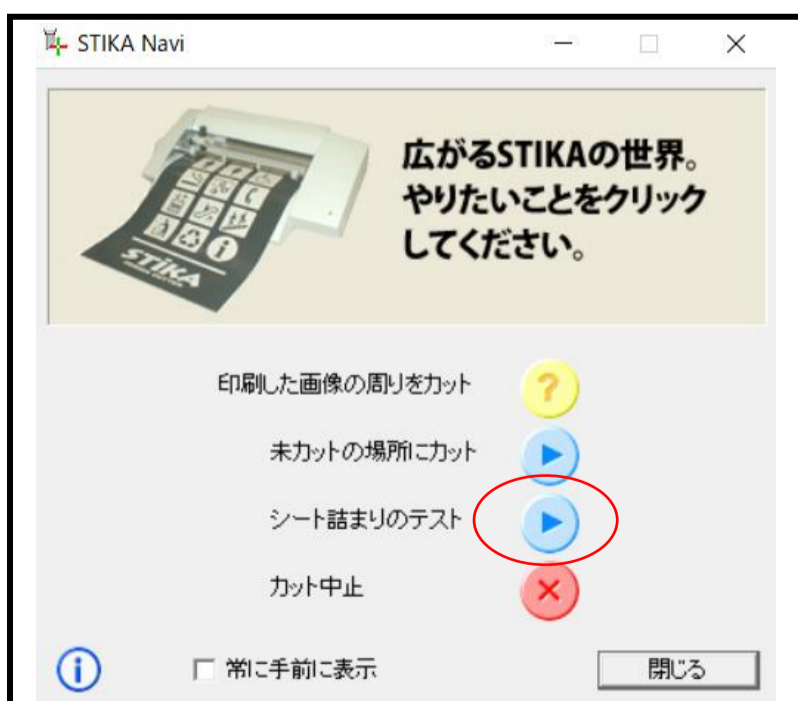 STIKA Navi
広がるSTIKAの世界。
やりたいことをクリック
してください。
STIKA
印刷した画像の周りをカット
?
未カットの場所にカット
シート詰まりのテスト
カット中止
i
常に手前に表示
閉じる